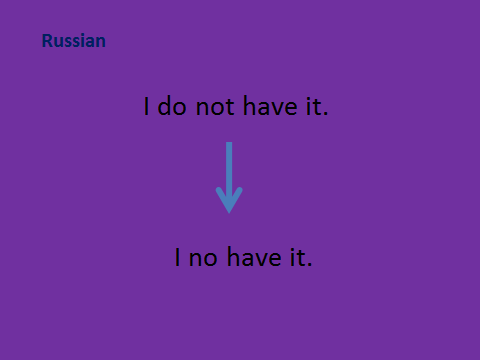 Russian
I do not have it.
I no have it.